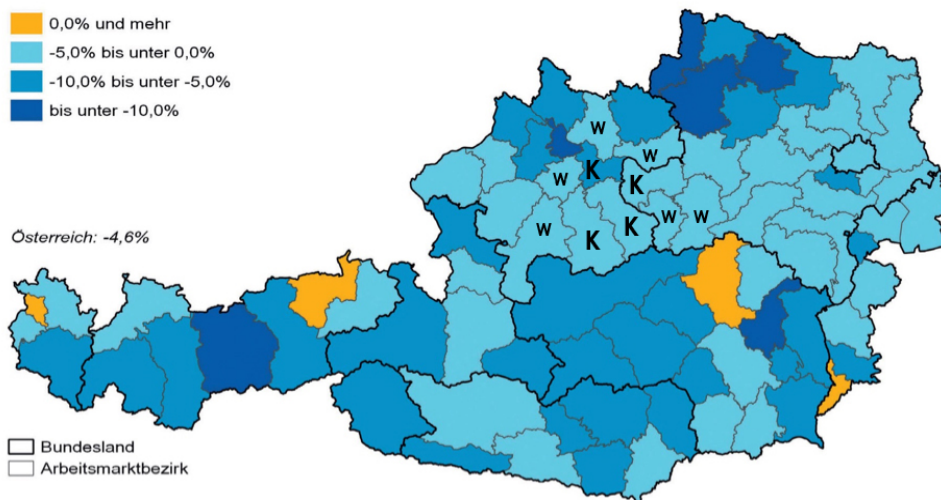 0,0% und mehr
-5,0% bis unter 0,0%
-10,0% bis unter -5,0%
bis unter -10,0%
W
K
W
W
K
W
K
K
W
W
Österreich: -4,6%
Bundesland
Arbeitsmarktbezirk